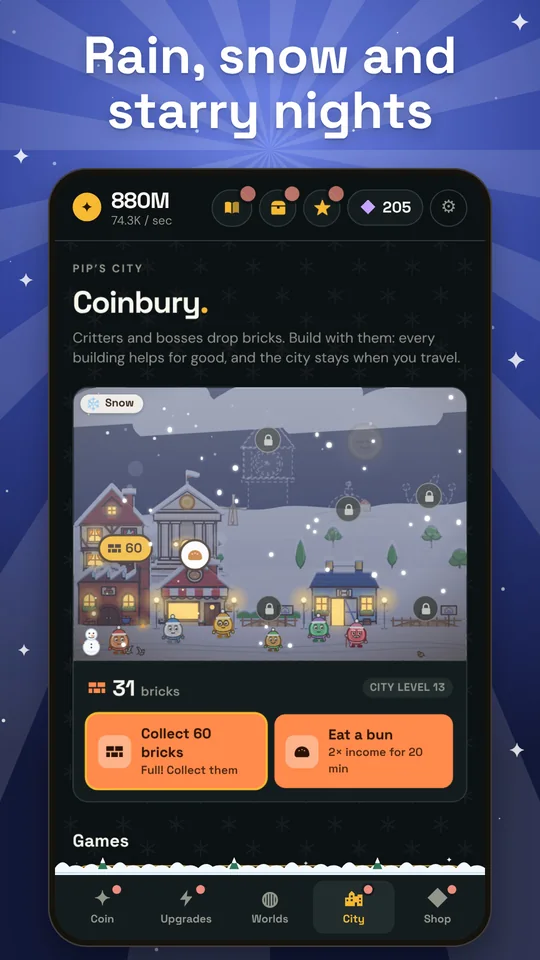 Rain, snow and
starry nights
880M
74.3K / sec
205
PIP'S CITY
Coinbury.
Critters and bosses drop bricks. Build with them: every
building helps for good, and the city stays when you travel.
Snow
60
31 bricks
CITY LEVEL 13
Collect 60
bricks
Full! Collect them
Eat a bun
2× income for 20
min
Games
Coin
Upgrades
Worlds
City
Shop